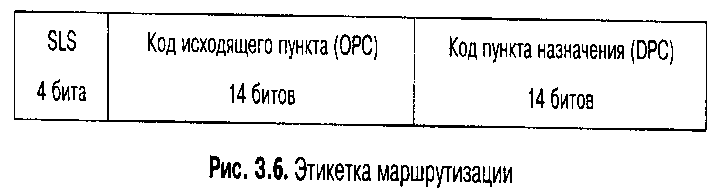 SLS
4 бита
Код исходящего пункта (OPC)
14 битов
Код пункта назначения (DPC)
14 битов
Рис. 3.6. Этикетка маршрутизации